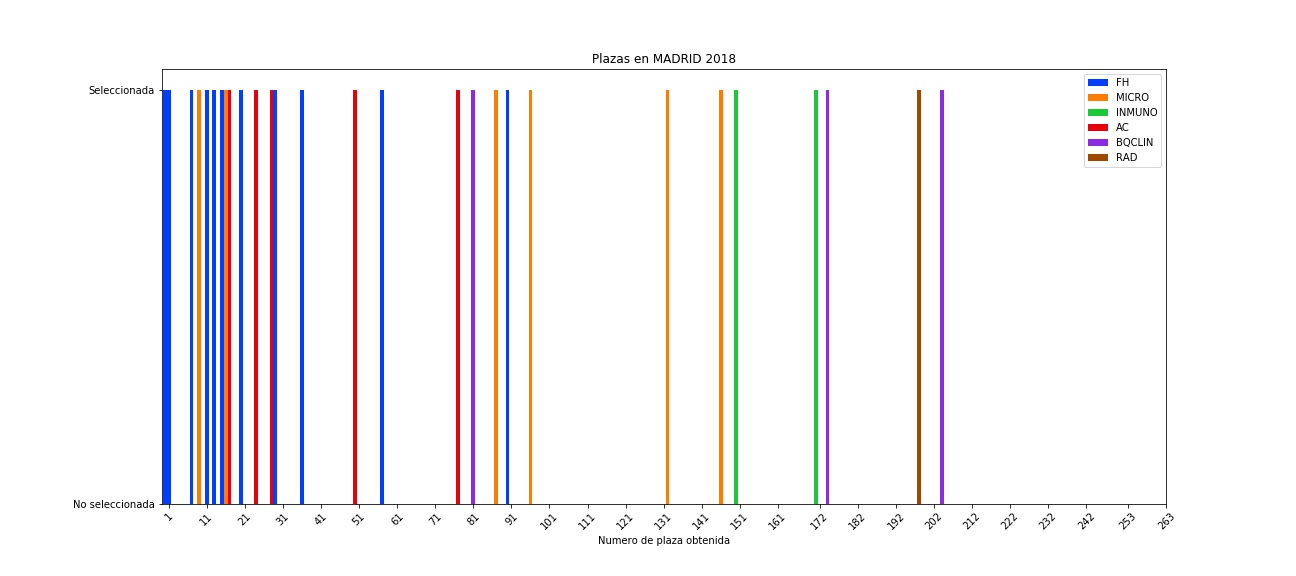 Plazas en MADRID 2018
Seleccionada
No seleccionada
FH
MICRO
INMUNO
AC
BQCLIN
RAD
1 11 21 31 41 51 61 71 81 91 101 111 121 131 141 151 161 172 182 192 202 212 222 232 242 253 263
Numero de plaza obtenida